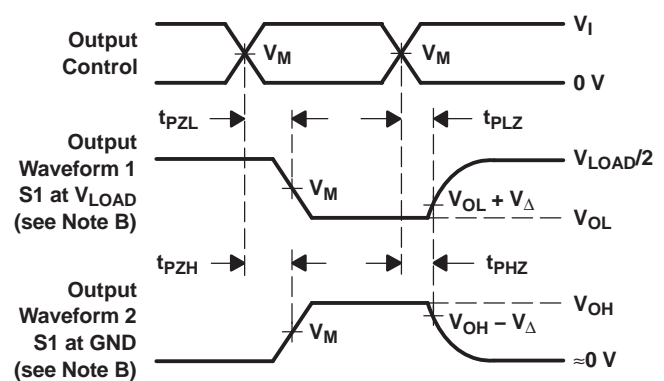 Output
Control
V_M
V_M
V_I
0 V
t_PZL
t_PLZ
Output
Waveform 1
S1 at V_LOAD
(see Note B)
V_M
V_LOAD/2
V_OL + V_Δ
V_OL
t_PZH
t_PHZ
Output
Waveform 2
S1 at GND
(see Note B)
V_M
V_OH
V_OH – V_Δ
≈0 V